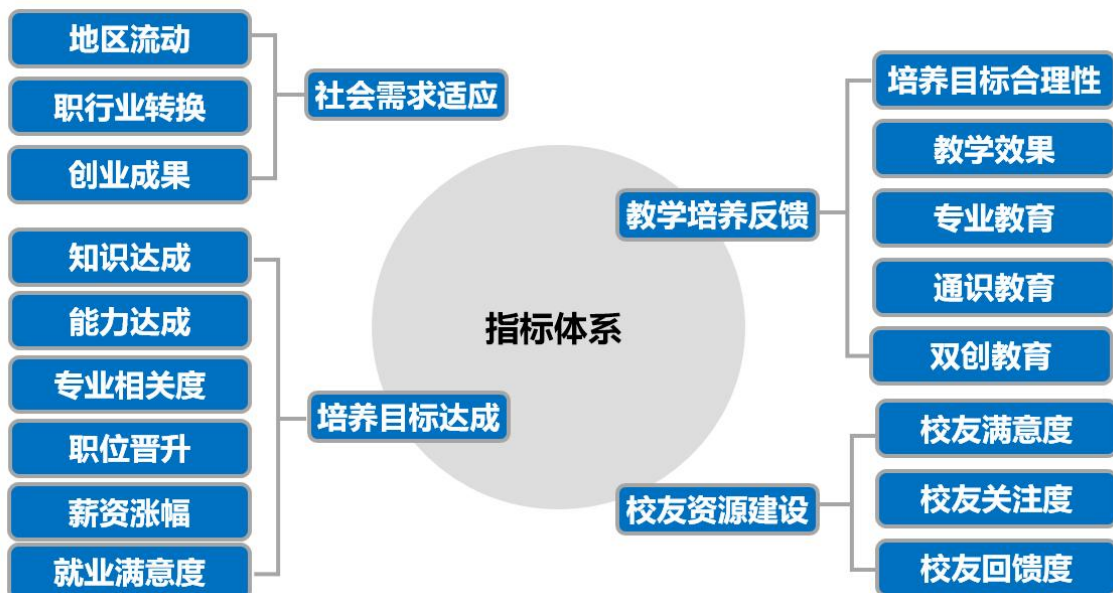 地区流动
职行业转换
创业成果
社会需求适应
知识达成
能力达成
专业相关度
职位晋升
薪资涨幅
就业满意度
培养目标达成
指标体系
教学培养反馈
培养目标合理性
教学效果
专业教育
通识教育
双创教育
校友资源建设
校友满意度
校友关注度
校友回馈度